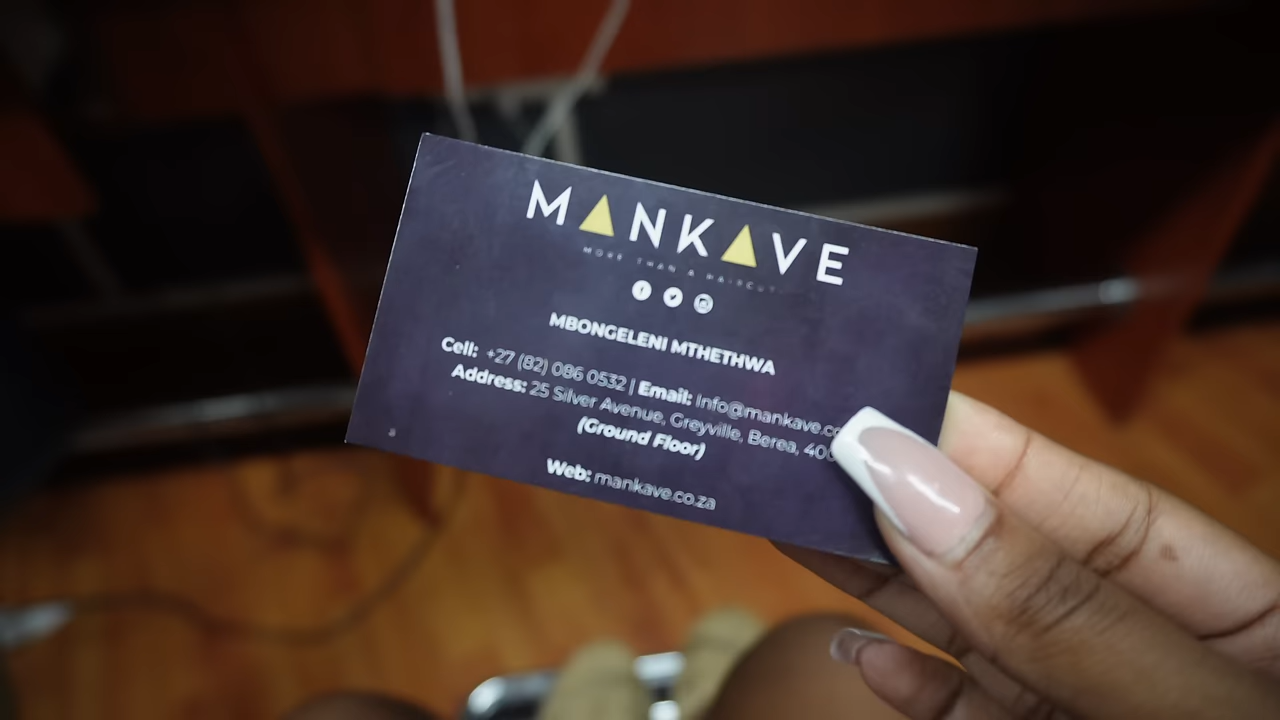 MANKAVE
MORE THAN A HAIRCUT
MBONGELENI MTHETHWA
Cell: +27 (82) 086 0532 | Email: Info@mankave.co
Address: 25 Silver Avenue, Greyville, Berea, 400
(Ground Floor)
Web: mankave.co.za